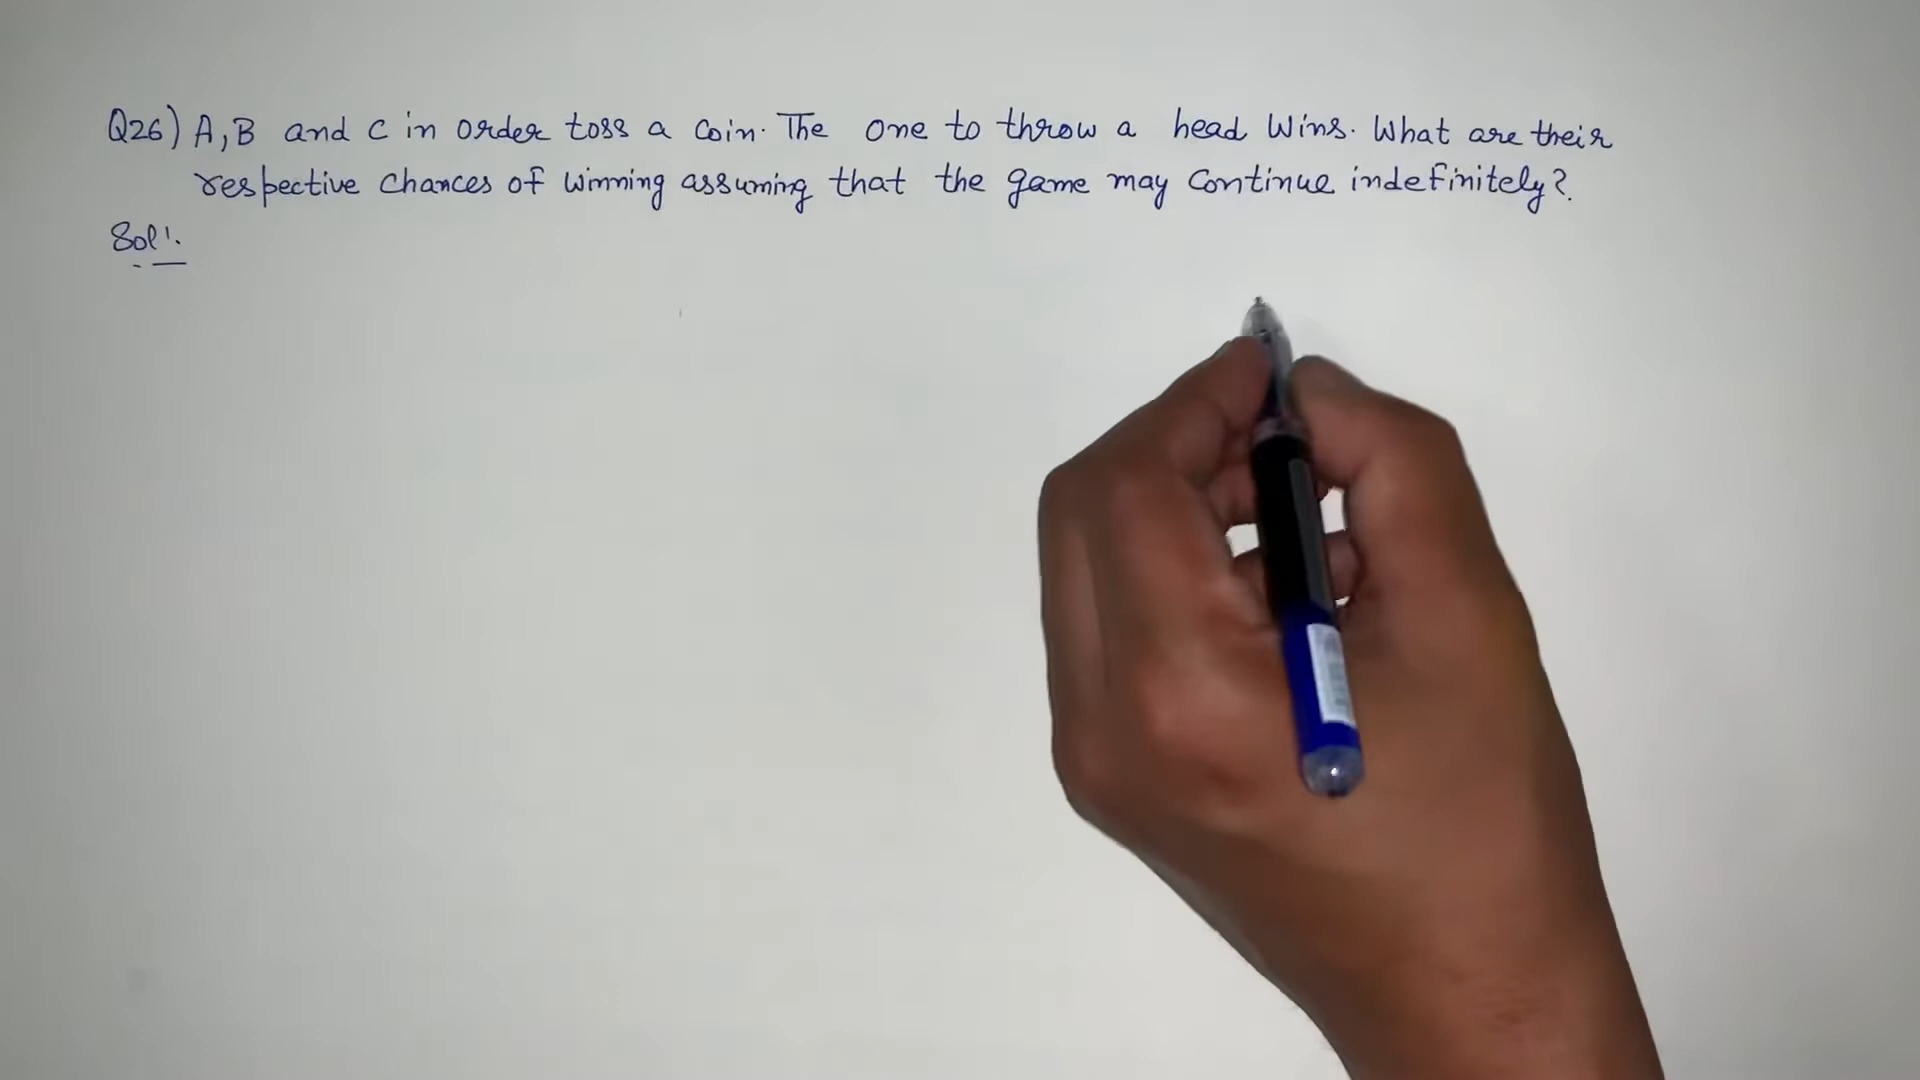 Q26) A, B and C in order toss a coin. The one to throw a head wins. What are their
respective chances of winning assuming that the game may continue indefinitely?.
Sol'.